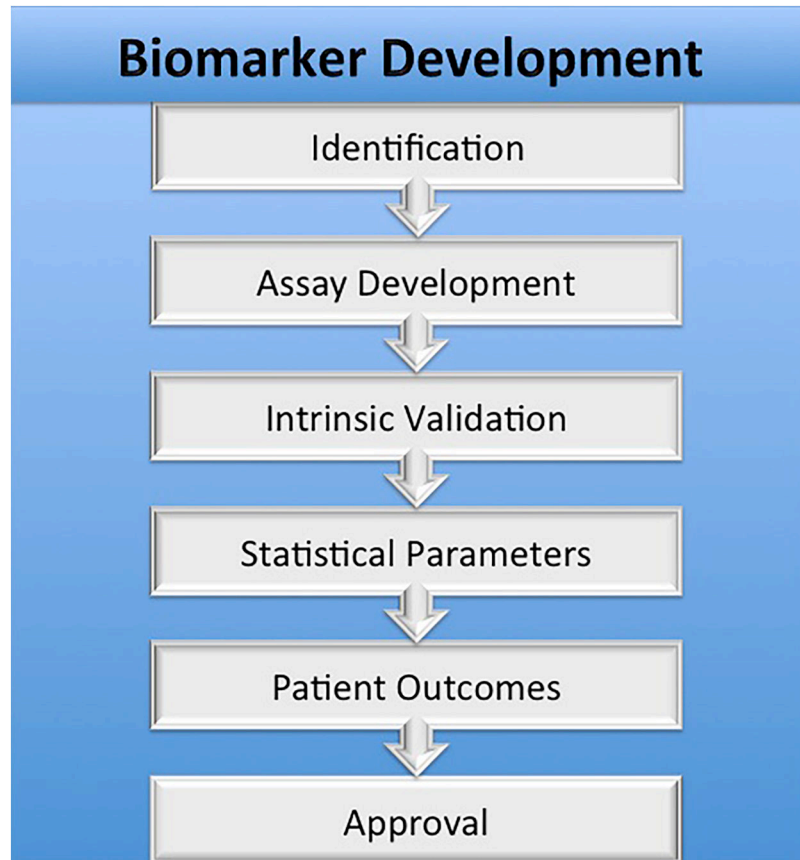 Biomarker Development
Identification
Assay Development
Intrinsic Validation
Statistical Parameters
Patient Outcomes
Approval